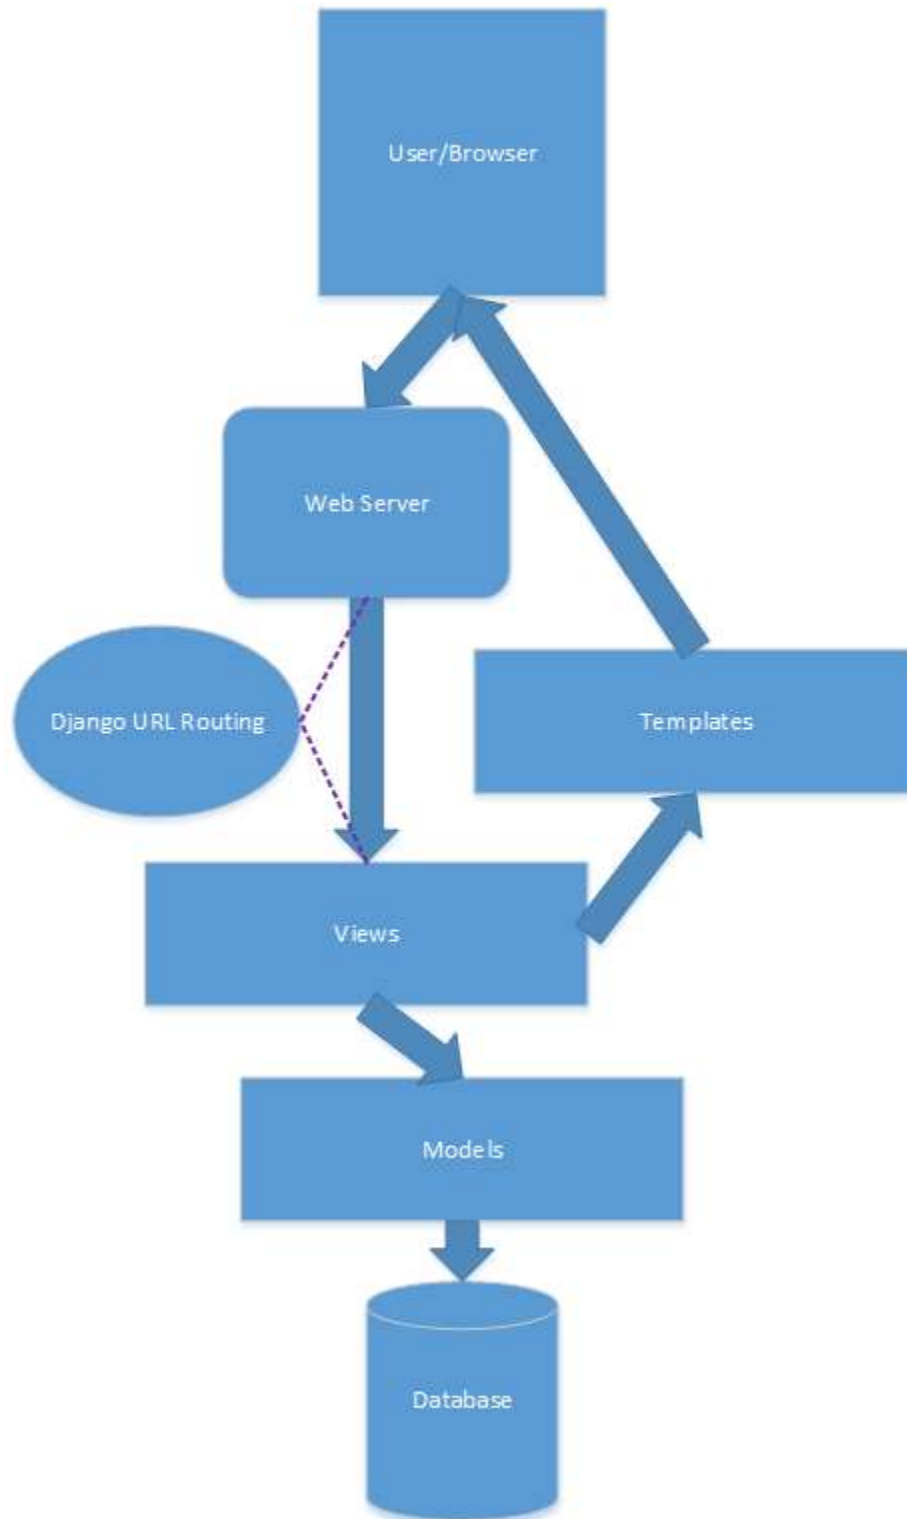 User/Browser
Web Server
Django URL Routing
Templates
Views
Models
Database